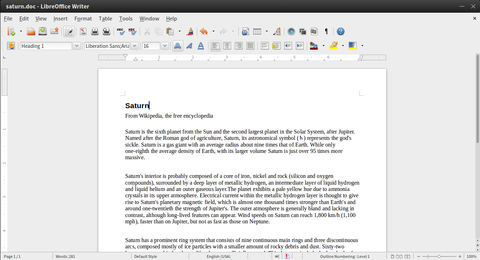 saturn.doc - LibreOffice Writer
File Edit View Insert Format Table Tools Window Help
Heading 1 Liberation Sans;Arial 16
Saturn
From Wikipedia, the free encyclopedia
Saturn is the sixth planet from the Sun and the second largest planet in the Solar System, after Jupiter.
Named after the Roman god of agriculture, Saturn, its astronomical symbol (♄) represents the god's
sickle. Saturn is a gas giant with an average radius about nine times that of Earth. While only
one-eighth the average density of Earth, with its larger volume Saturn is just over 95 times more
massive.
Saturn's interior is probably composed of a core of iron, nickel and rock (silicon and oxygen
compounds), surrounded by a deep layer of metallic hydrogen, an intermediate layer of liquid hydrogen
and liquid helium and an outer gaseous layer.The planet exhibits a pale yellow hue due to ammonia
crystals in its upper atmosphere. Electrical current within the metallic hydrogen layer is thought to give
rise to Saturn's planetary magnetic field, which is almost one thousand times stronger than Earth's and
around one-twentieth the strength of Jupiter's. The outer atmosphere is generally bland and lacking in
contrast, although long-lived features can appear. Wind speeds on Saturn can reach 1,800 km/h (1,100
mph), faster than on Jupiter, but not as fast as those on Neptune.
Saturn has a prominent ring system that consists of nine continuous main rings and three discontinuous
arcs, composed mostly of ice particles with a smaller amount of rocky debris and dust. Sixty-two
Page 1 / 1 Words: 281 Default Style English (USA) Outline Numbering: Level 1 100%